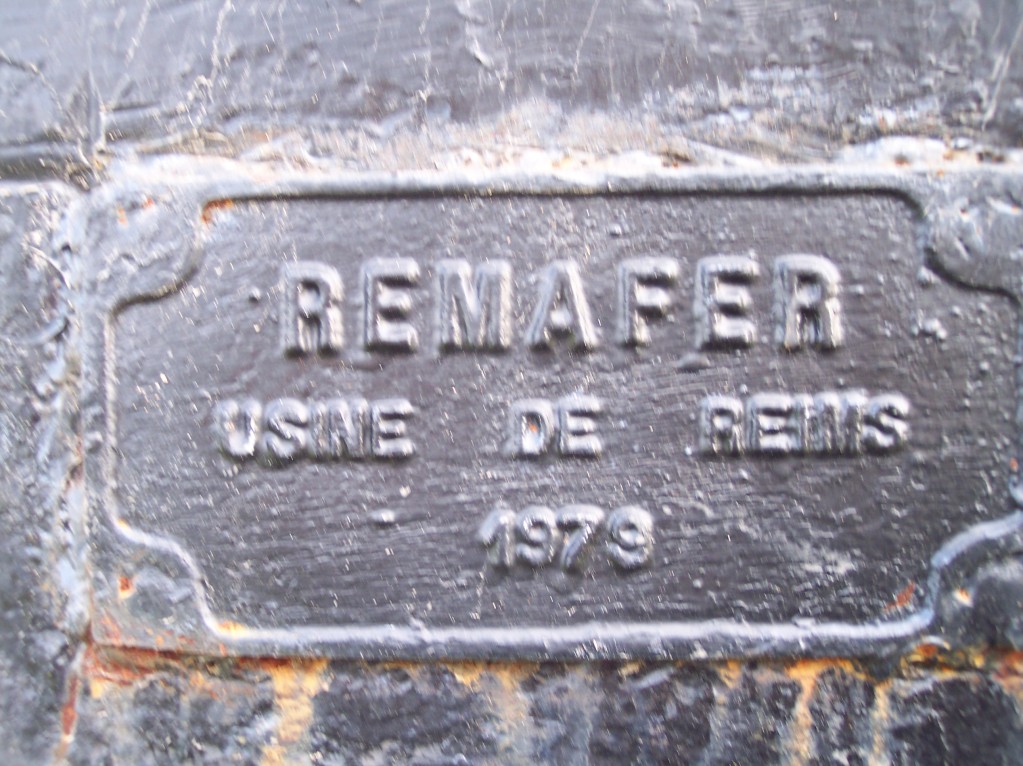 REMAFER
USINE DE REIMS
1979